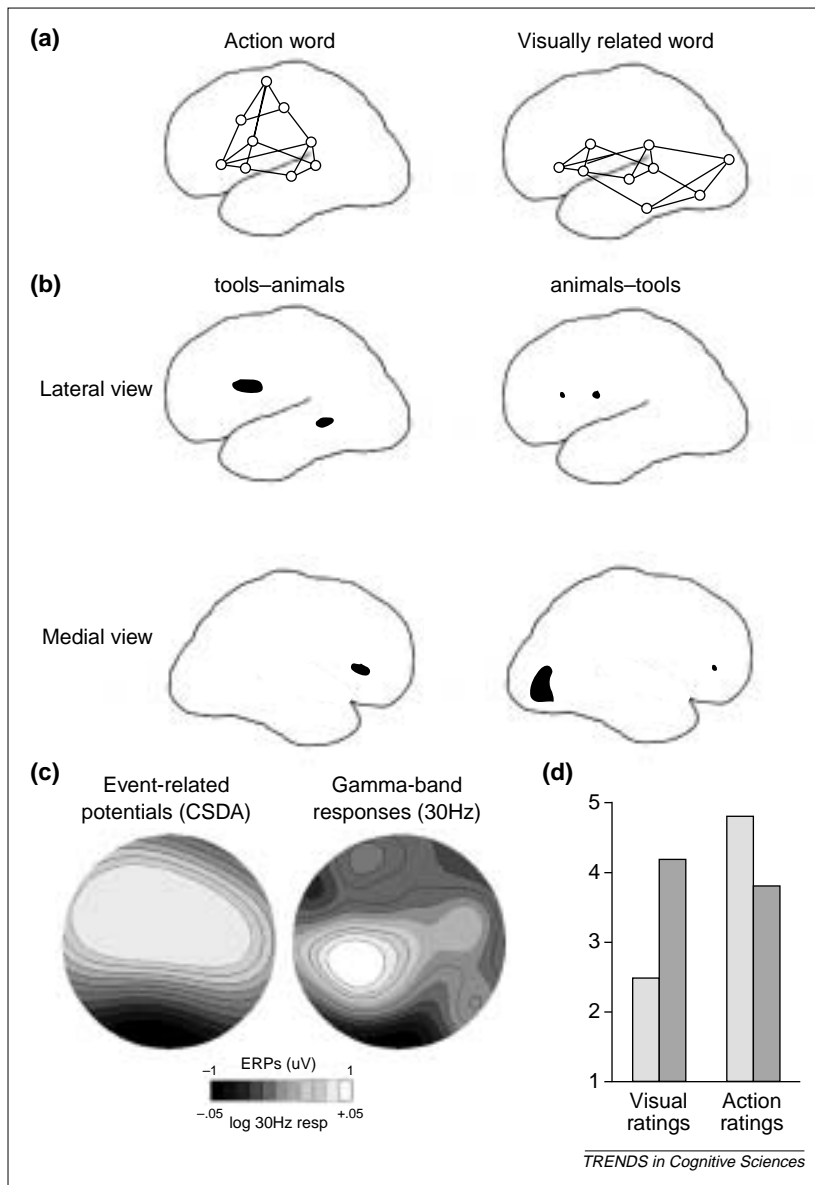 (a)
Action word
Visually related word
(b)
tools–animals
animals–tools
Lateral view
Medial view
(c)
Event-related
potentials (CSDA)
Gamma-band
responses (30Hz)
ERPs (uV)
–1
1
–.05
+.05
log 30Hz resp
(d)
5
4
3
2
1
Visual
ratings
Action
ratings
TRENDS in Cognitive Sciences